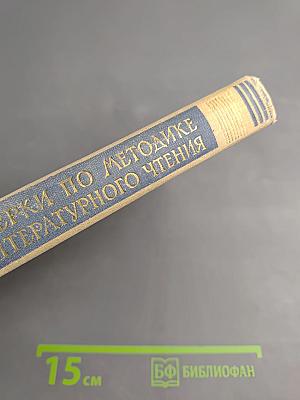 ЕРКИ ПО МЕТОДИКЕ
ИТЕРАТУРНОГО ЧТЕНИЯ
15 см
БФ БИБЛИОФАН